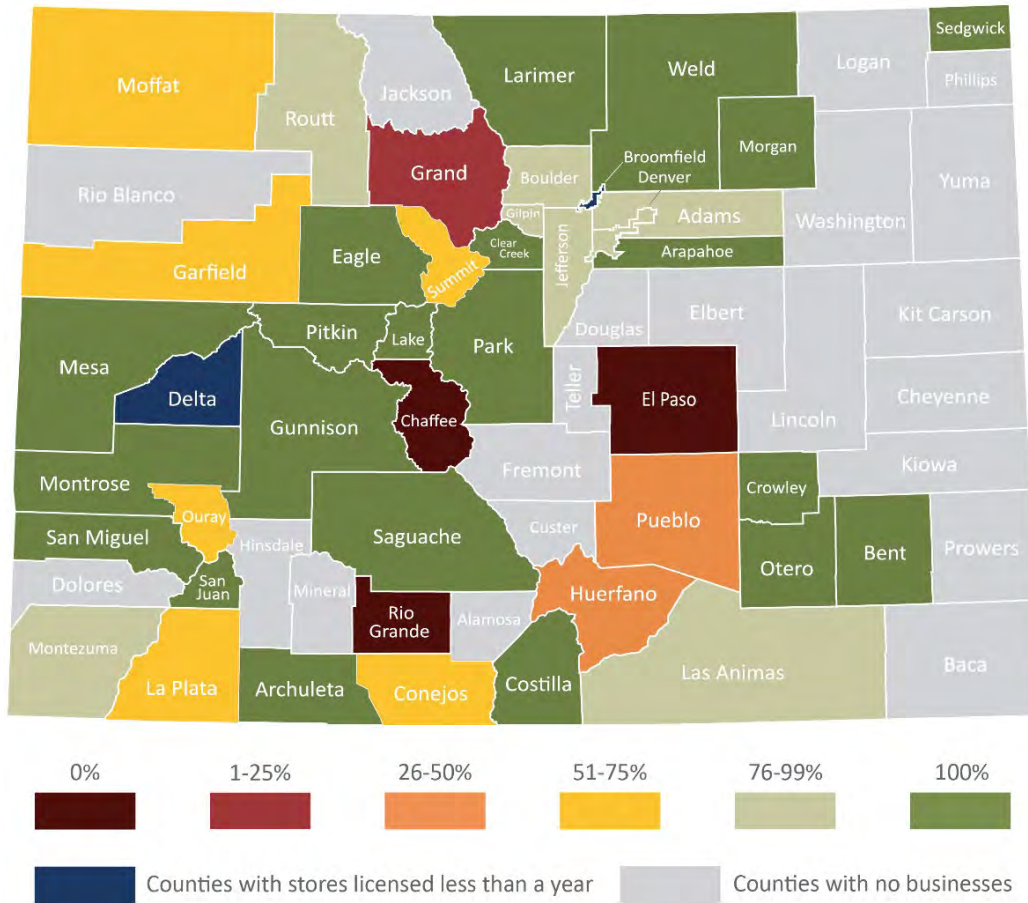 Sedgwick
Moffat
Routt
Jackson
Larimer
Weld
Logan
Phillips
Morgan
Rio Blanco
Grand
Boulder
Broomfield
Denver
Yuma
Washington
Gilpin
Adams
Garfield
Eagle
Summit
Clear
Creek
Jefferson
Arapahoe
Mesa
Pitkin
Lake
Park
Douglas
Elbert
Kit Carson
Delta
Gunnison
Chaffee
Teller
El Paso
Lincoln
Cheyenne
Montrose
Fremont
Kiowa
Crowley
Ouray
San Miguel
Hinsdale
Saguache
Custer
Pueblo
Otero
Bent
Prowers
Dolores
San
Juan
Mineral
Rio
Grande
Alamosa
Huerfano
Montezuma
La Plata
Archuleta
Conejos
Costilla
Las Animas
Baca
0% 1-25% 26-50% 51-75% 76-99% 100%
Counties with stores licensed less than a year Counties with no businesses